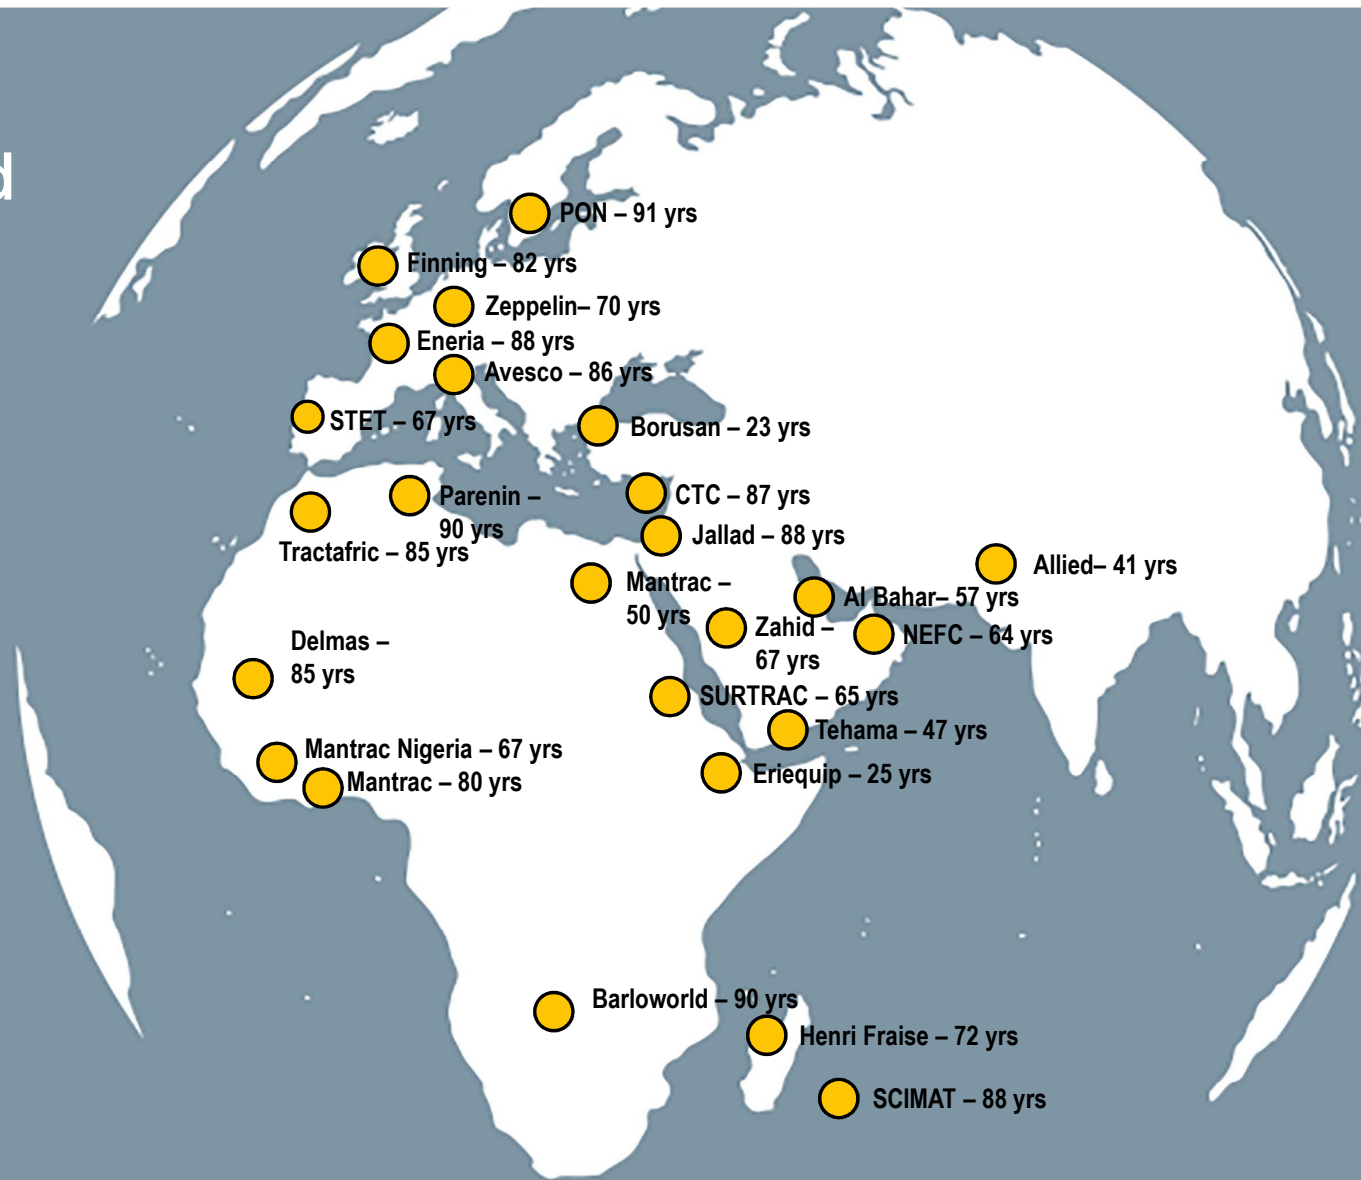 d
PON – 91 yrs
Finning – 82 yrs
Zeppelin– 70 yrs
Eneria – 88 yrs
Avesco – 86 yrs
STET – 67 yrs
Borusan – 23 yrs
CTC – 87 yrs
Parenin –
90 yrs
Jallad – 88 yrs
Tractafric – 85 yrs
Allied– 41 yrs
Mantrac –
50 yrs
Al Bahar– 57 yrs
Zahid –
67 yrs
NEFC – 64 yrs
Delmas –
85 yrs
SURTRAC – 65 yrs
Tehama – 47 yrs
Mantrac Nigeria – 67 yrs
Eriequip – 25 yrs
Mantrac – 80 yrs
Barloworld – 90 yrs
Henri Fraise – 72 yrs
SCIMAT – 88 yrs